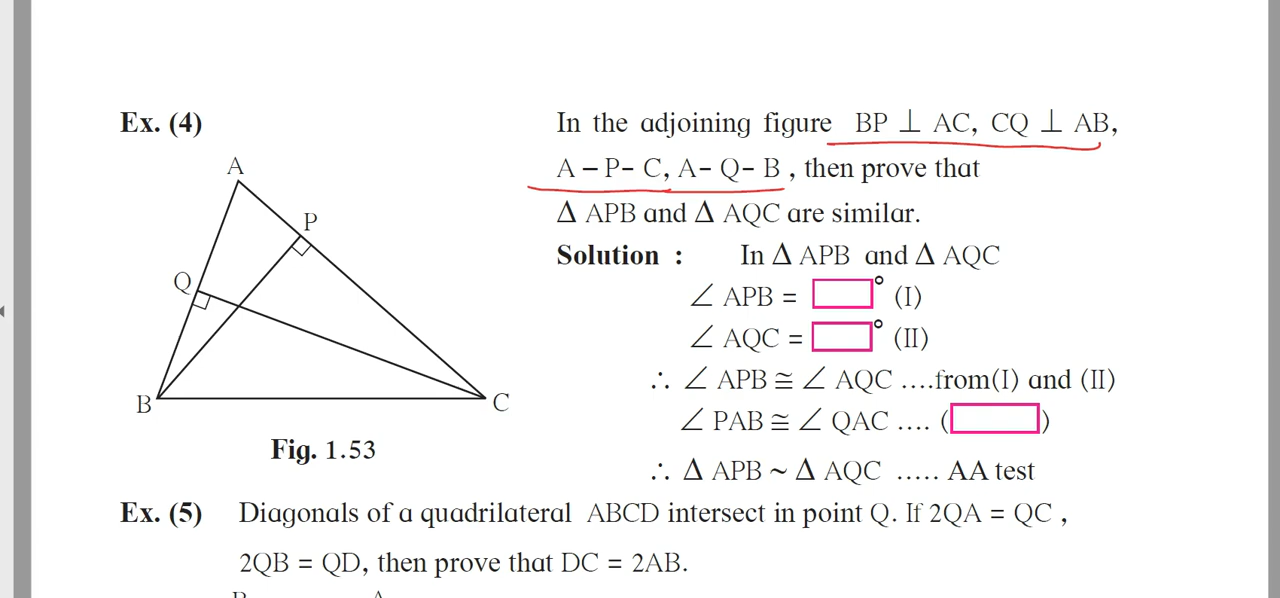 Ex. (4)
In the adjoining figure BP ⊥ AC, CQ ⊥ AB,
A – P- C, A- Q- B , then prove that
Δ APB and Δ AQC are similar.
Solution : In Δ APB and Δ AQC
∠ APB = ° (I)
∠ AQC = ° (II)
∴ ∠ APB ≅ ∠ AQC ....from(I) and (II)
∠ PAB ≅ ∠ QAC .... ( )
∴ Δ APB ~ Δ AQC ..... AA test
A
P
Q
B
C
Fig. 1.53
Ex. (5) Diagonals of a quadrilateral ABCD intersect in point Q. If 2QA = QC ,
2QB = QD, then prove that DC = 2AB.